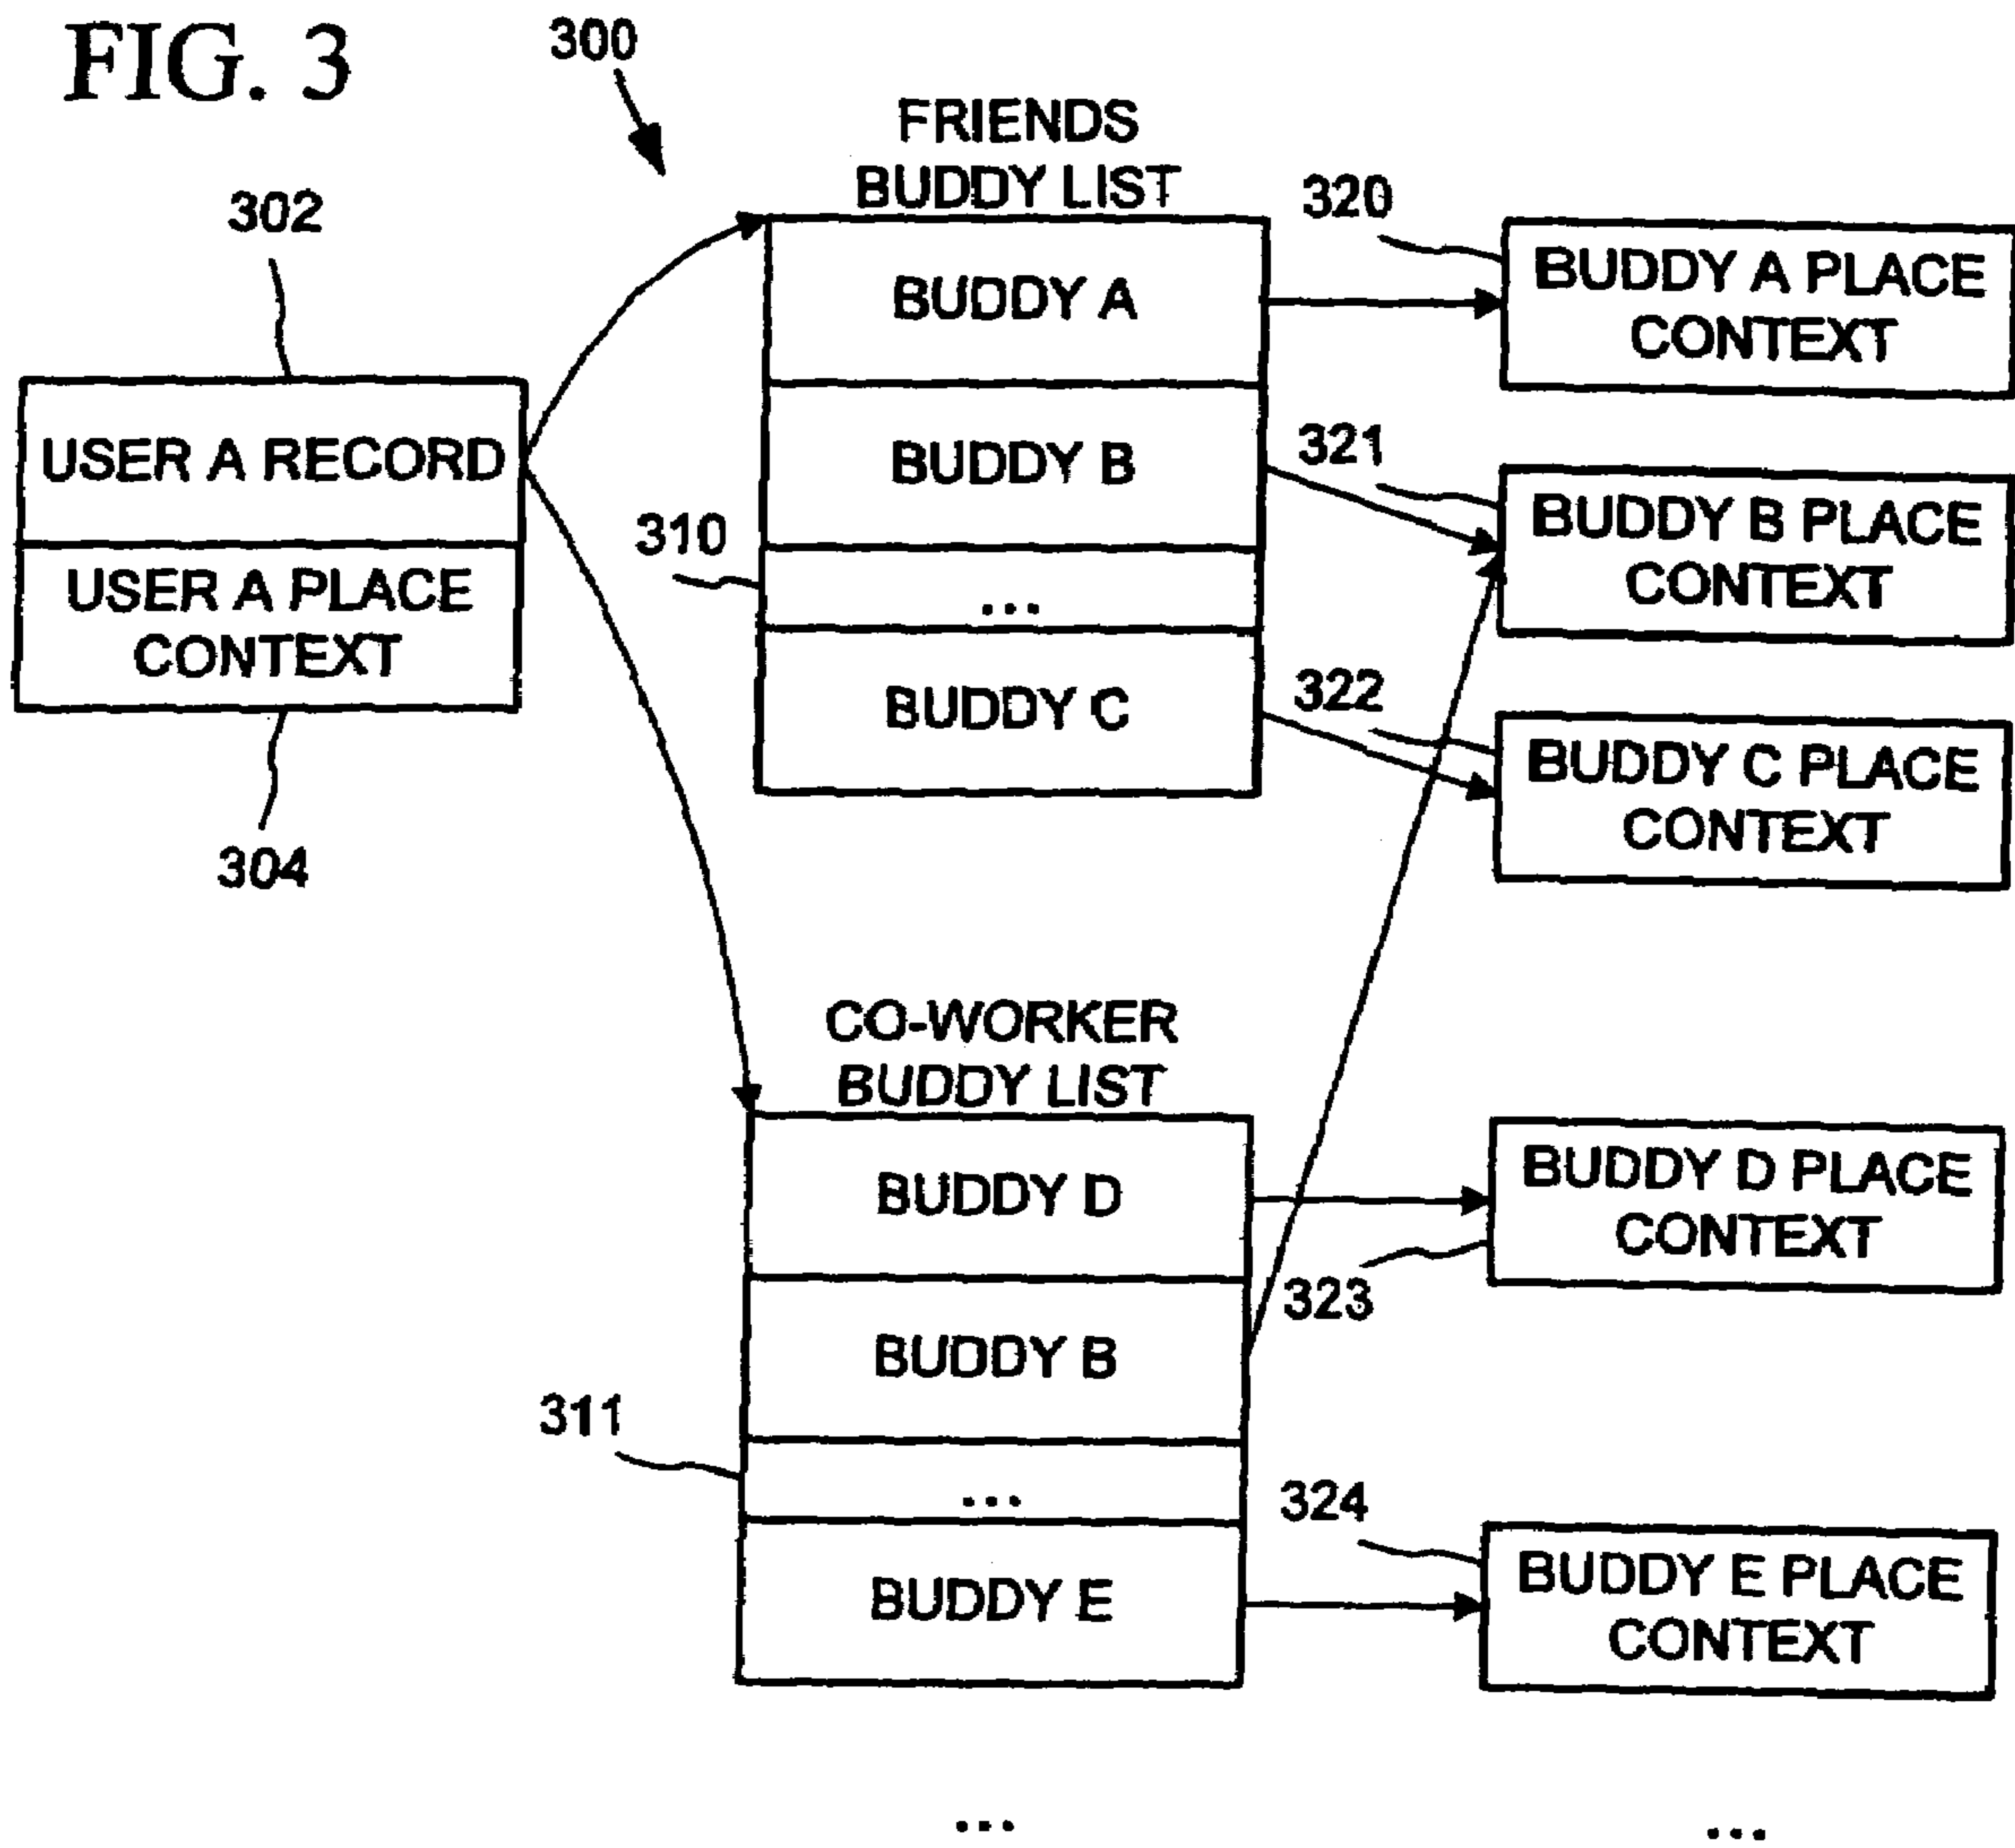 FIG. 3
300
FRIENDS
BUDDY LIST
302
USER A RECORD
USER A PLACE
CONTEXT
304
BUDDY A
BUDDY B
310
...
BUDDY C
320
BUDDY A PLACE
CONTEXT
321
BUDDY B PLACE
CONTEXT
322
BUDDY C PLACE
CONTEXT
CO-WORKER
BUDDY LIST
BUDDY D
BUDDY B
311
...
BUDDY E
BUDDY D PLACE
CONTEXT
323
324
BUDDY E PLACE
CONTEXT
...
...